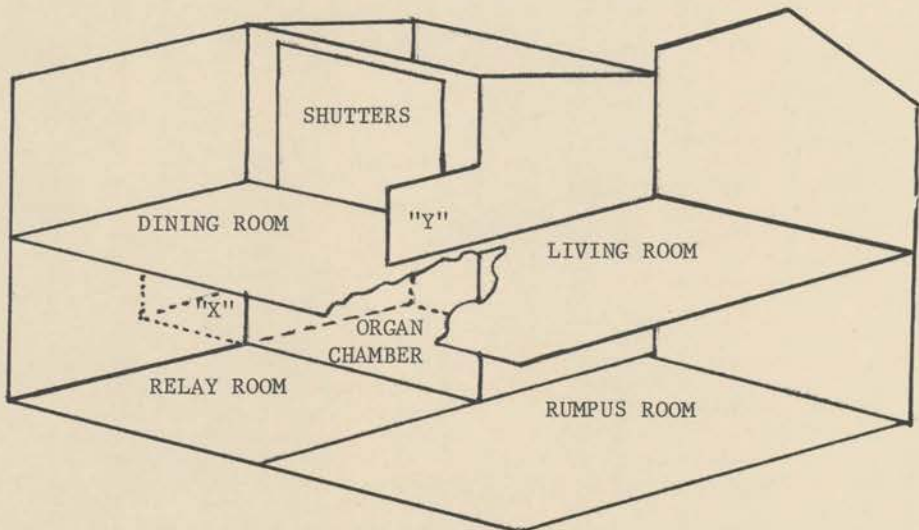 SHUTTERS
DINING ROOM
"Y"
LIVING ROOM
"X"
ORGAN
CHAMBER
RELAY ROOM
RUMPUS ROOM